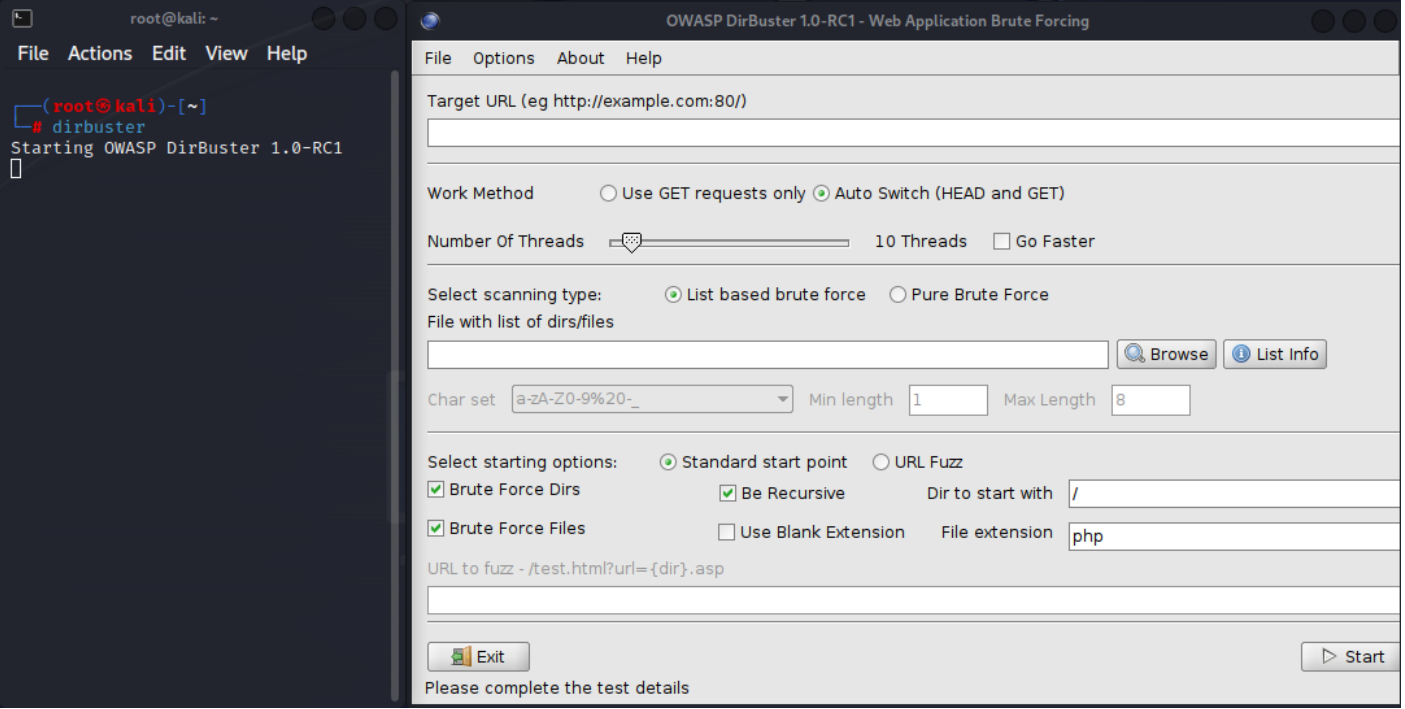 root@kali: ~
File Actions Edit View Help
┌──(root㉿kali)-[~]
└─# dirbuster
Starting OWASP DirBuster 1.0-RC1
OWASP DirBuster 1.0-RC1 - Web Application Brute Forcing
File Options About Help
Target URL (eg http://example.com:80/)
Work Method Use GET requests only Auto Switch (HEAD and GET)
Number Of Threads 10 Threads Go Faster
Select scanning type: List based brute force Pure Brute Force
File with list of dirs/files
Browse List Info
Char set a-zA-Z0-9%20-_ Min length 1 Max Length 8
Select starting options: Standard start point URL Fuzz
Brute Force Dirs Be Recursive Dir to start with /
Brute Force Files Use Blank Extension File extension php
URL to fuzz - /test.html?url={dir}.asp
Exit Start
Please complete the test details